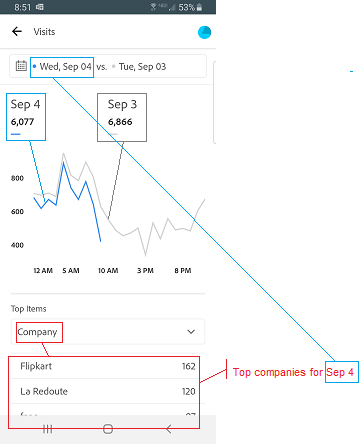 8:51 53%
Visits
Wed, Sep 04 vs. Tue, Sep 03
Sep 4
6,077
Sep 3
6,866
800
600
400
12 AM 5 AM 10 AM 3 PM 8 PM
Top Items
Company
Flipkart 162
La Redoute 120
Top companies for Sep 4